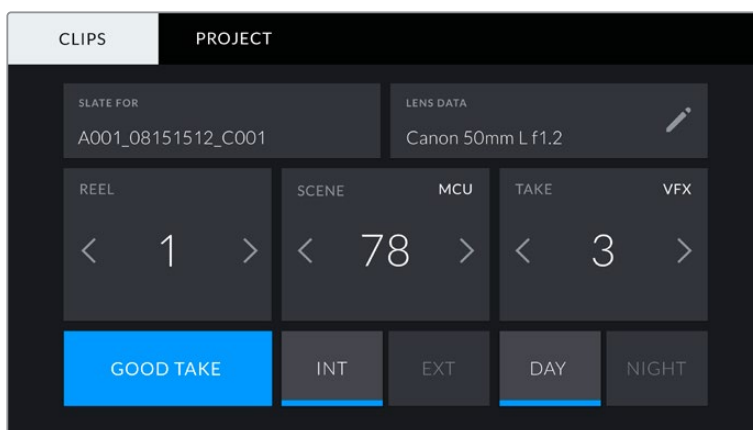 CLIPS PROJECT
SLATE FOR LENS DATA
A001_08151512_C001 Canon 50mm L f1.2
REEL SCENE MCU TAKE VFX
1 78 3
GOOD TAKE INT EXT DAY NIGHT